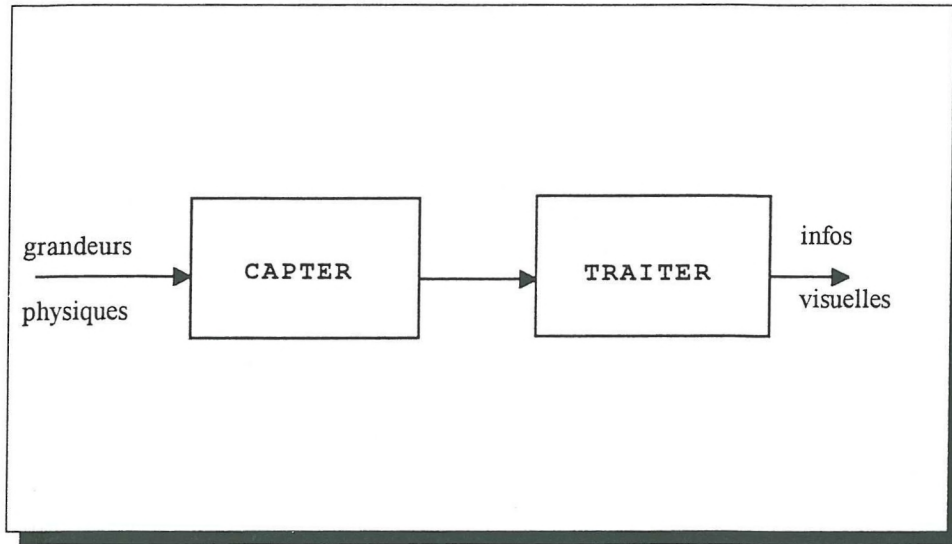 grandeurs
physiques
CAPTER
TRAITER
infos
visuelles